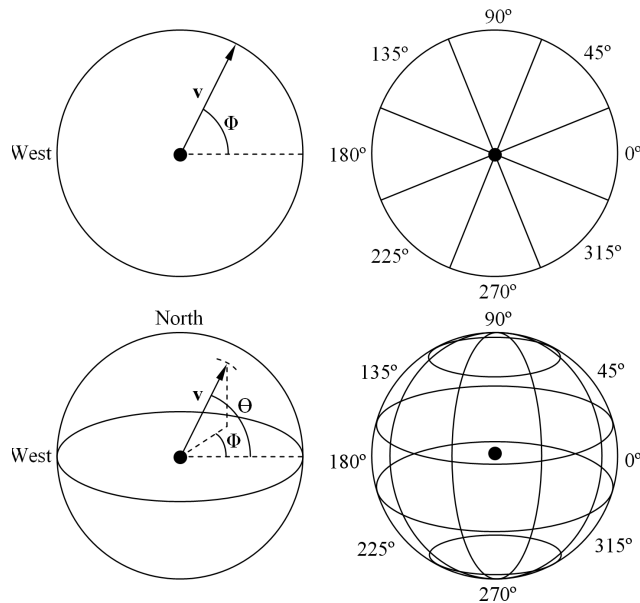 v
Φ
West
90º
135º
45º
180º
0º
225º
315º
270º
North
v
Θ
Φ
West
90º
135º
45º
180º
0º
225º
315º
270º